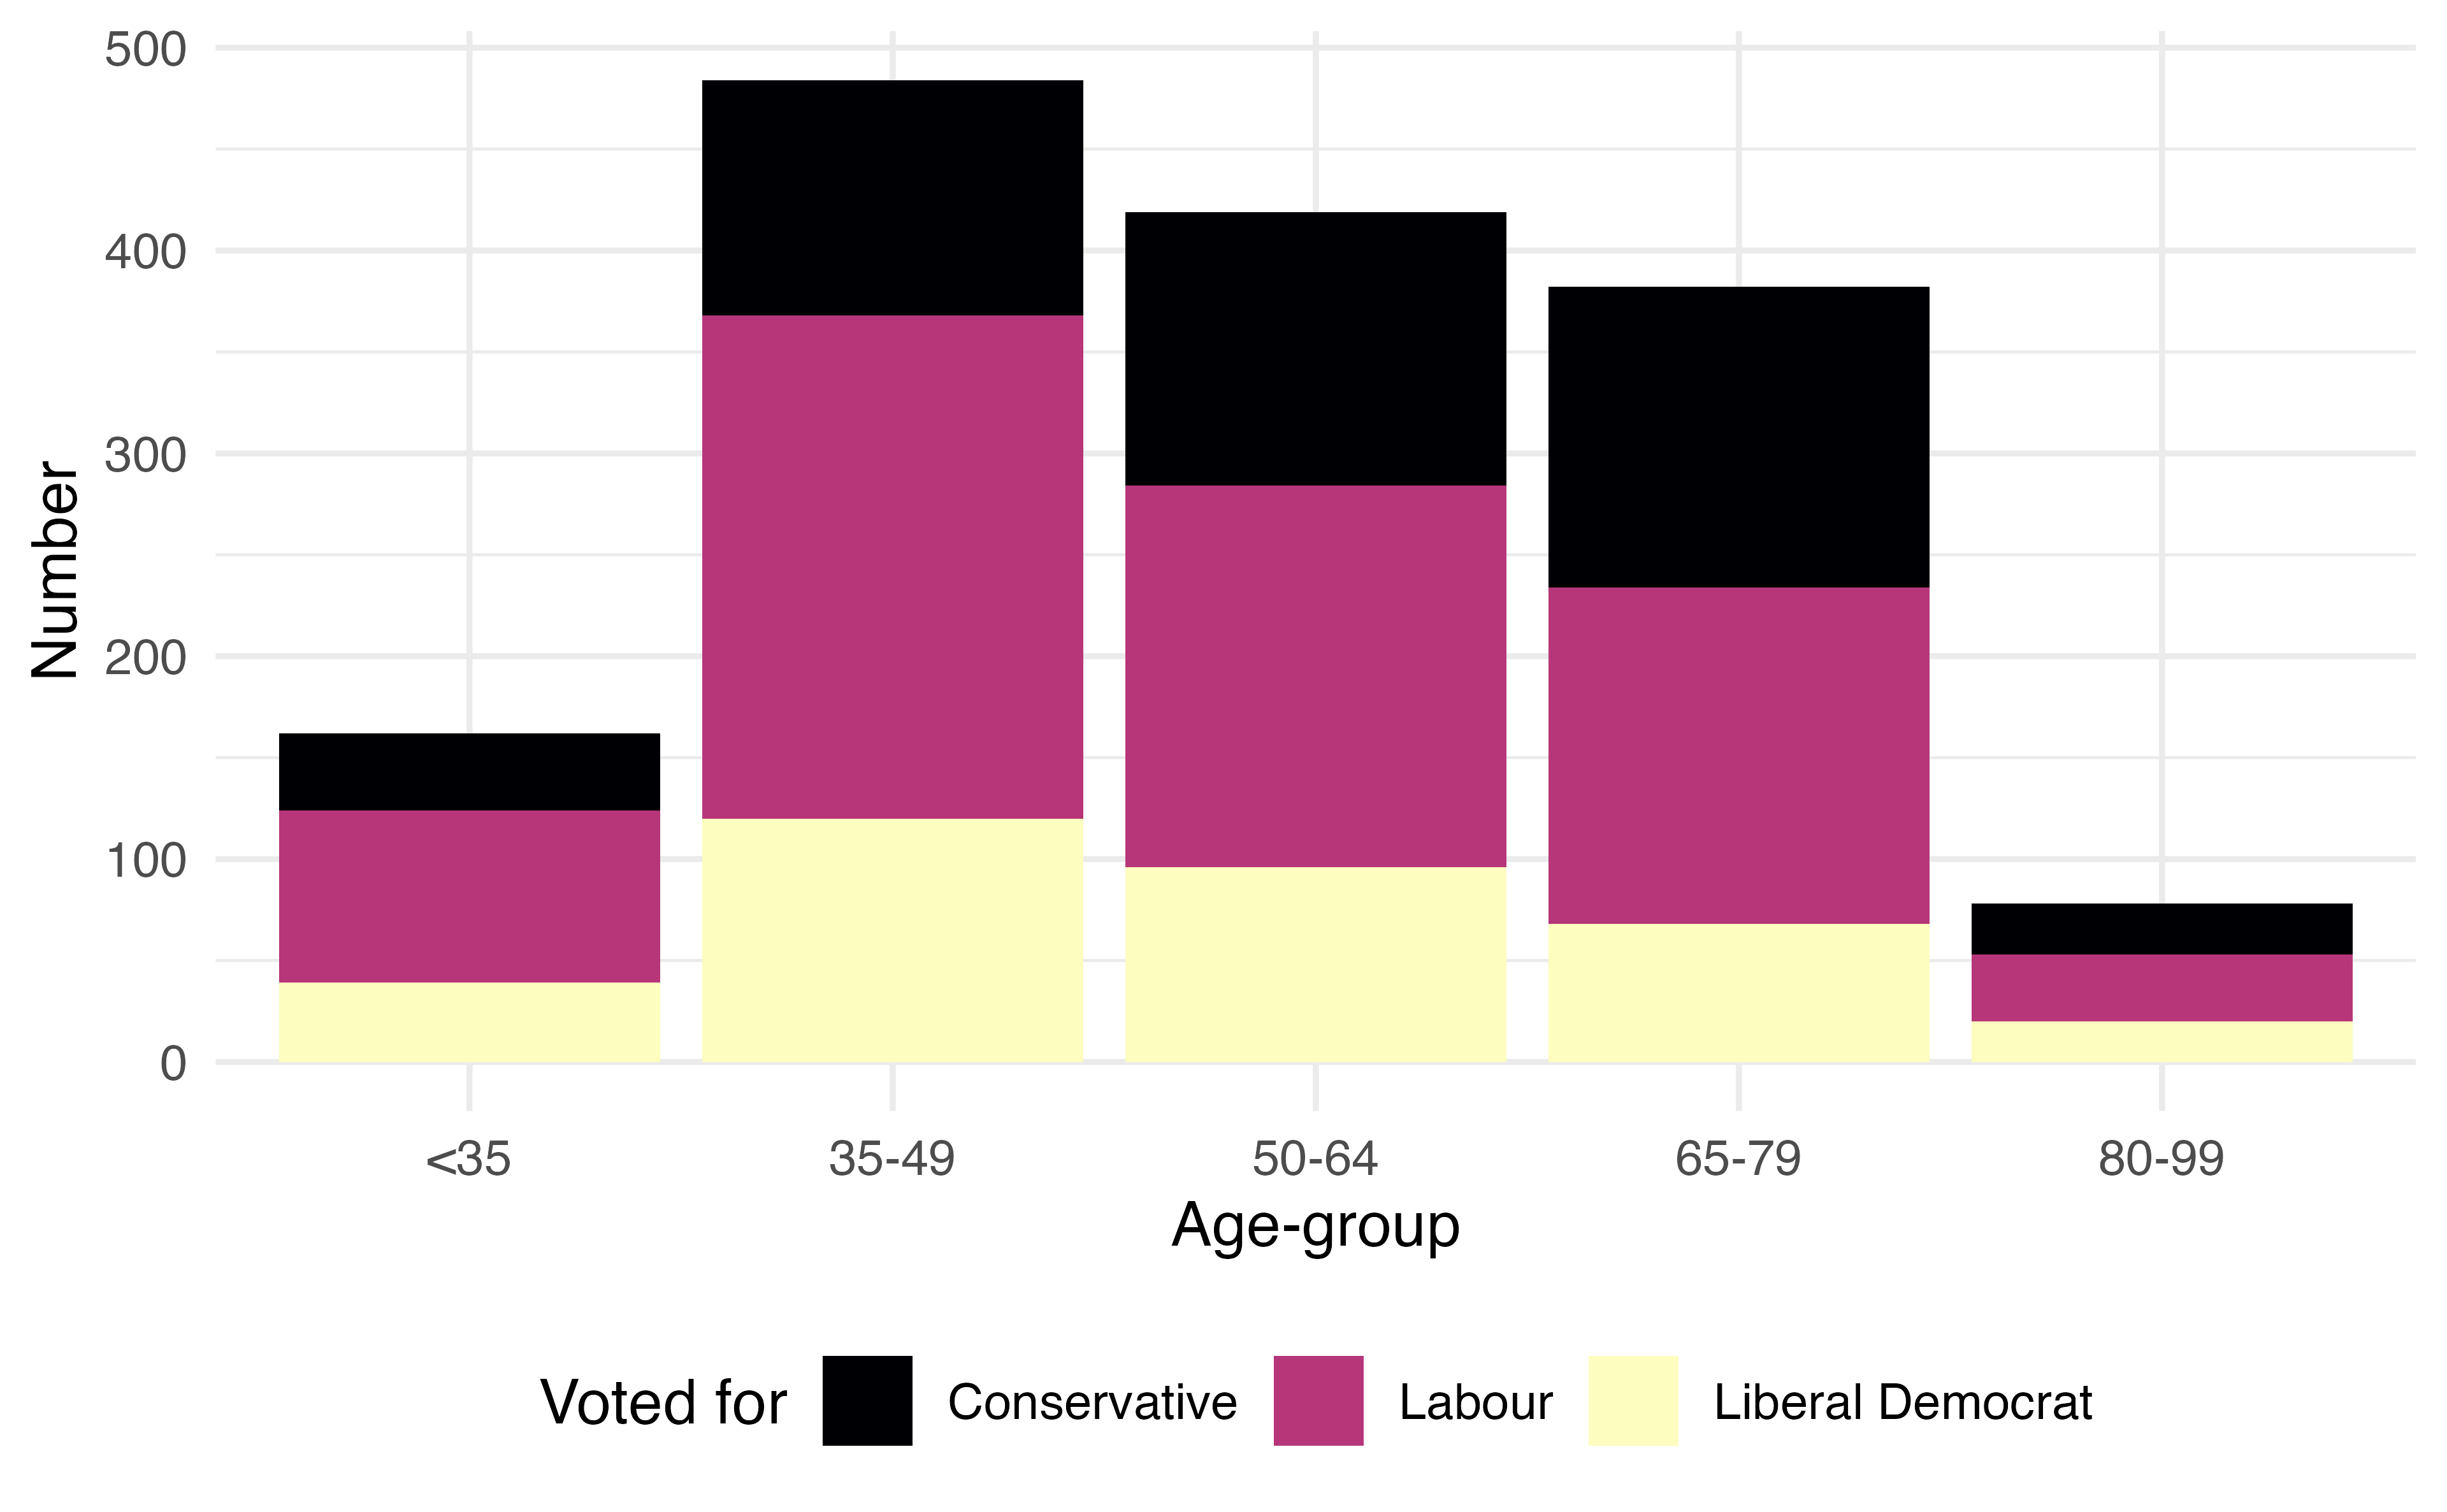 500
400
300
200
100
0
Number
<35 35-49 50-64 65-79 80-99
Age-group
Voted for Conservative Labour Liberal Democrat